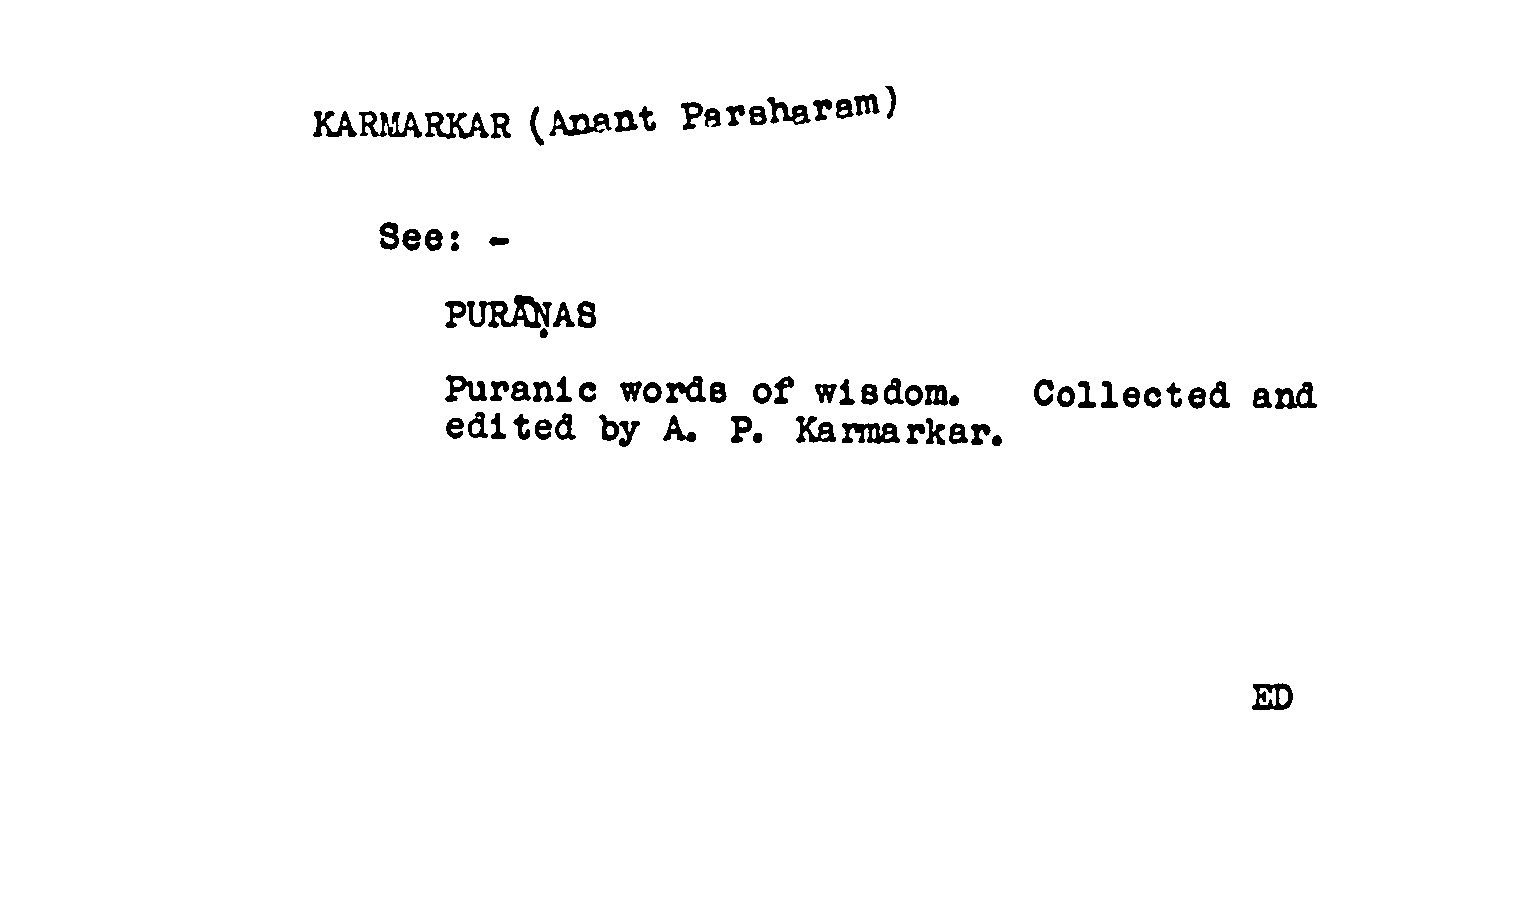 KARMARKAR (Anant Parsharam)
See: -
PURĀṆAS
Puranic words of wisdom. Collected and
edited by A. P. Karmarkar.
ED